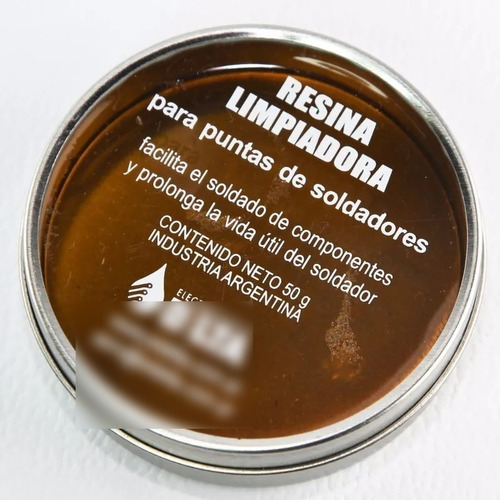 RESINA
LIMPIADORA
para puntas de soldadores
facilita el soldado de componentes
y prolonga la vida útil del soldador
CONTENIDO NETO 50 g
INDUSTRIA ARGENTINA